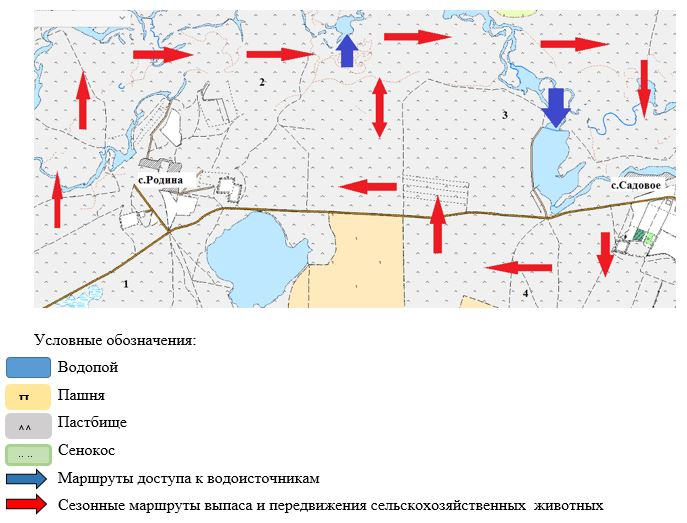 2
3
с.Родина
с.Садовое
1
4
Условные обозначения:
Водопой
Пашня
Пастбище
Сенокос
Маршруты доступа к водоисточникам
Сезонные маршруты выпаса и передвижения сельскохозяйственных животных